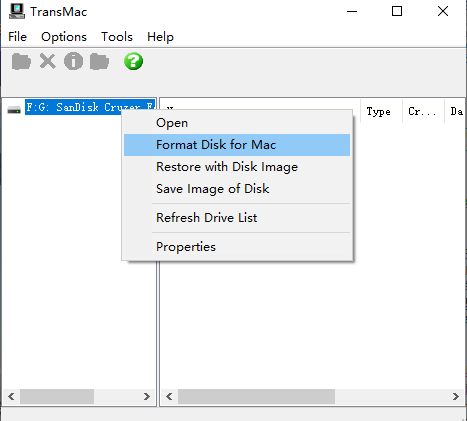 TransMac
File Options Tools Help
F:G: SanDisk Cruzer F
Type Cr... Da
Open
Format Disk for Mac
Restore with Disk Image
Save Image of Disk
Refresh Drive List
Properties